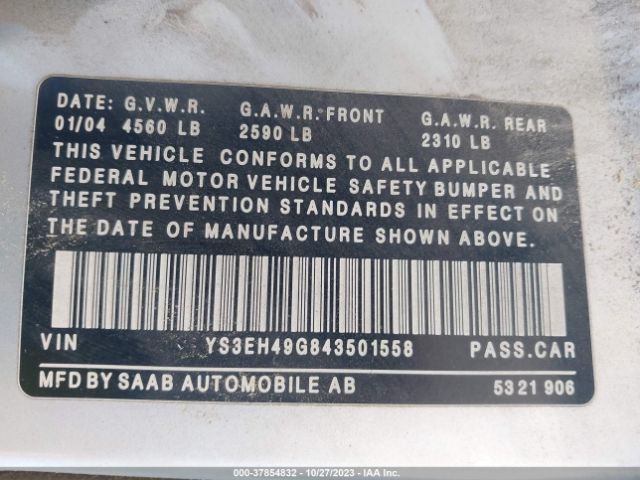 DATE: G.V.W.R. G.A.W.R. FRONT G.A.W.R. REAR
01/04 4560 LB 2590 LB 2310 LB
THIS VEHICLE CONFORMS TO ALL APPLICABLE
FEDERAL MOTOR VEHICLE SAFETY BUMPER AND
THEFT PREVENTION STANDARDS IN EFFECT ON
THE DATE OF MANUFACTURE SHOWN ABOVE.
VIN YS3EH49G843501558 PASS.CAR
MFD BY SAAB AUTOMOBILE AB 5321 906
000-37854832 - 10/27/2023 - IAA Inc.